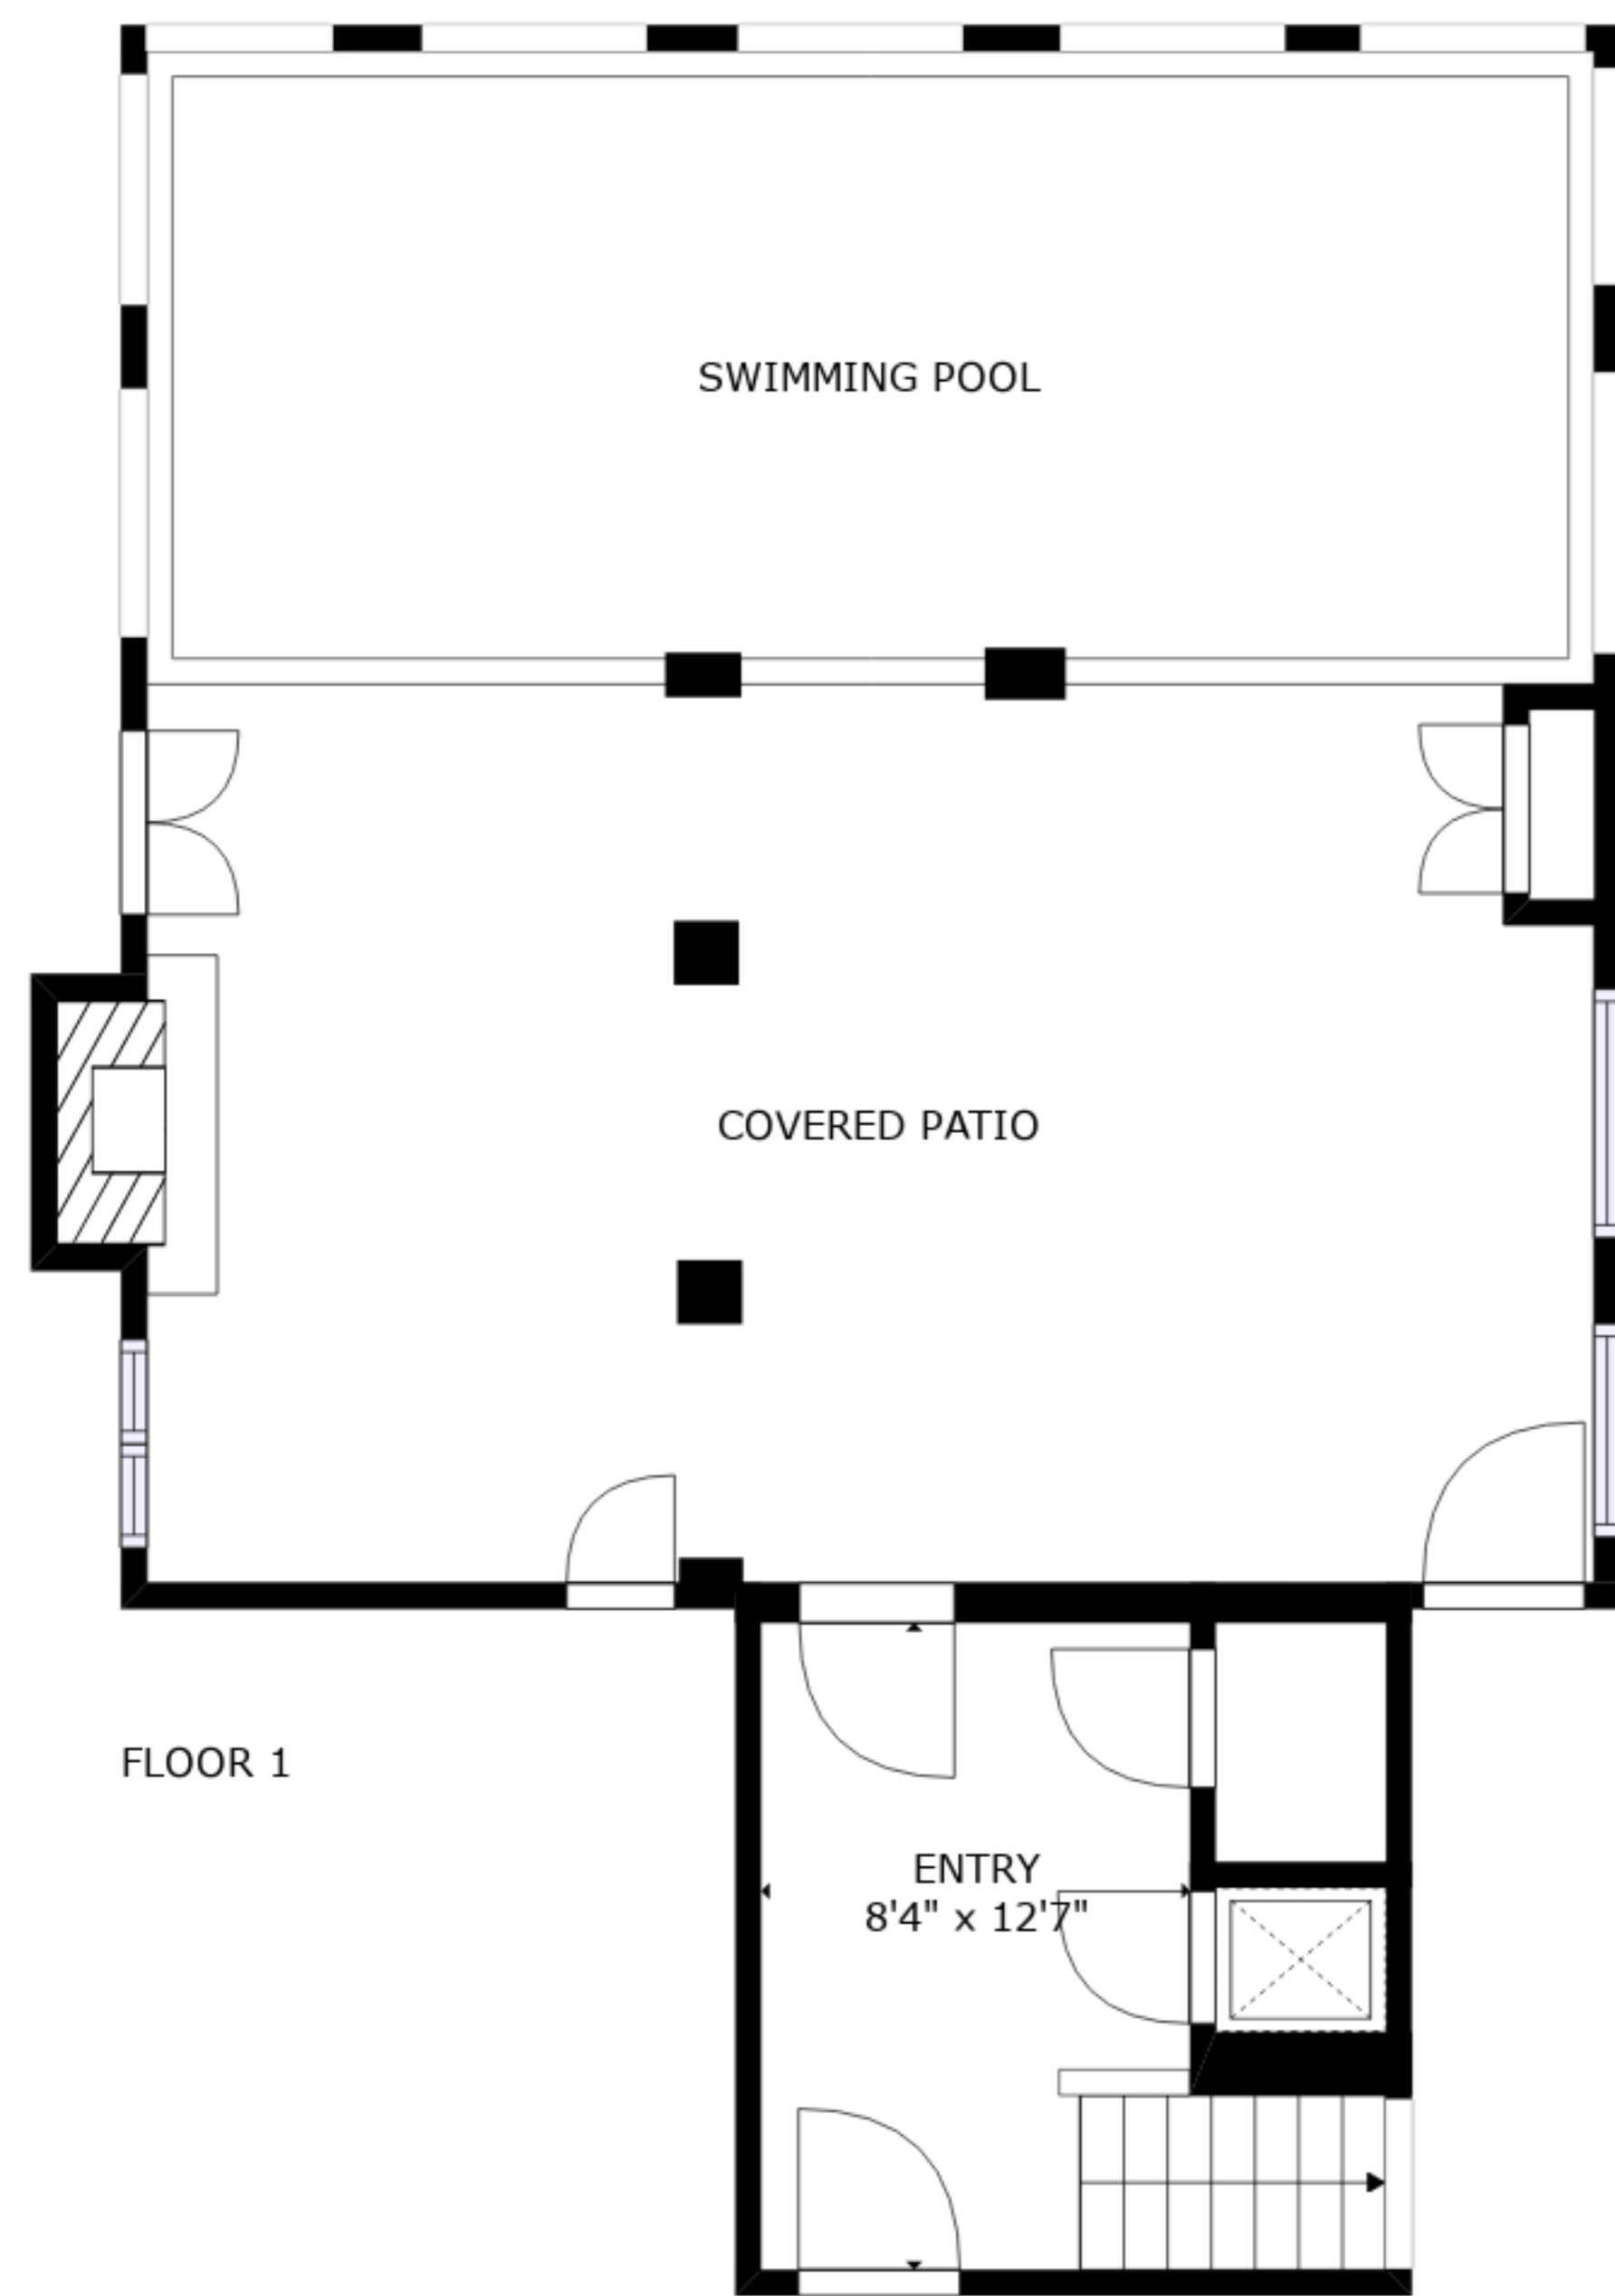 SWIMMING POOL
COVERED PATIO
FLOOR 1
ENTRY
8'4" x 12'7"